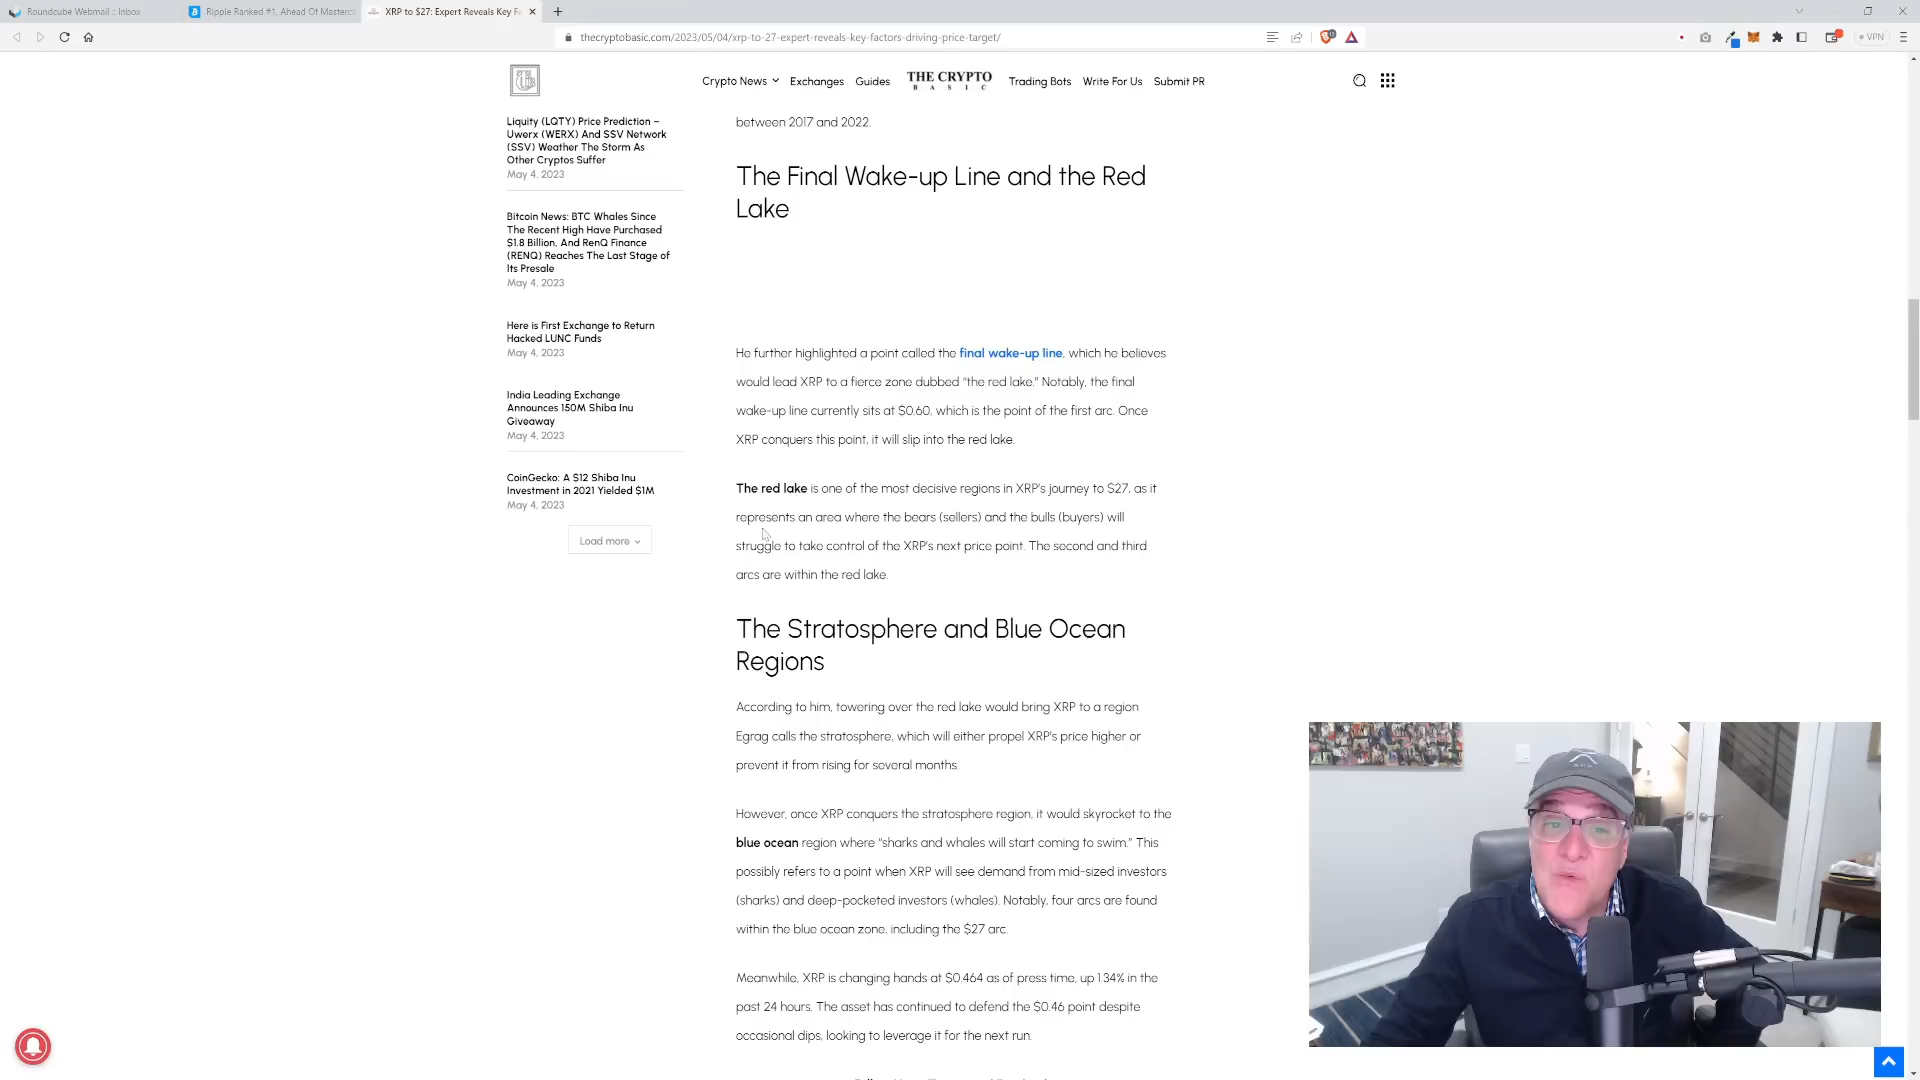 Roundcube Webmail :: Inbox
Ripple Ranked #1, Ahead Of Masterc
XRP to $27: Expert Reveals Key Fa
thecryptobasic.com/2023/05/04/xrp-to-27-expert-reveals-key-factors-driving-price-target/
VPN
Crypto News
Exchanges
Guides
THE CRYPTO
BASIC
Trading Bots
Write For Us
Submit PR
Liquity (LQTY) Price Prediction –
Uwerx (WERX) And SSV Network
(SSV) Weather The Storm As
Other Cryptos Suffer
May 4, 2023
Bitcoin News: BTC Whales Since
The Recent High Have Purchased
$1.8 Billion, And RenQ Finance
(RENQ) Reaches The Last Stage of
Its Presale
May 4, 2023
Here is First Exchange to Return
Hacked LUNC Funds
May 4, 2023
India Leading Exchange
Announces 150M Shiba Inu
Giveaway
May 4, 2023
CoinGecko: A $12 Shiba Inu
Investment in 2021 Yielded $1M
May 4, 2023
Load more
between 2017 and 2022.
The Final Wake-up Line and the Red
Lake
He further highlighted a point called the final wake-up line, which he believes
would lead XRP to a fierce zone dubbed “the red lake.” Notably, the final
wake-up line currently sits at $0.60, which is the point of the first arc. Once
XRP conquers this point, it will slip into the red lake.
The red lake is one of the most decisive regions in XRP’s journey to $27, as it
represents an area where the bears (sellers) and the bulls (buyers) will
struggle to take control of the XRP’s next price point. The second and third
arcs are within the red lake.
The Stratosphere and Blue Ocean
Regions
According to him, towering over the red lake would bring XRP to a region
Egrag calls the stratosphere, which will either propel XRP’s price higher or
prevent it from rising for several months.
However, once XRP conquers the stratosphere region, it would skyrocket to the
blue ocean region where “sharks and whales will start coming to swim.” This
possibly refers to a point when XRP will see demand from mid-sized investors
(sharks) and deep-pocketed investors (whales). Notably, four arcs are found
within the blue ocean zone, including the $27 arc.
Meanwhile, XRP is changing hands at $0.464 as of press time, up 1.34% in the
past 24 hours. The asset has continued to defend the $0.46 point despite
occasional dips, looking to leverage it for the next run.